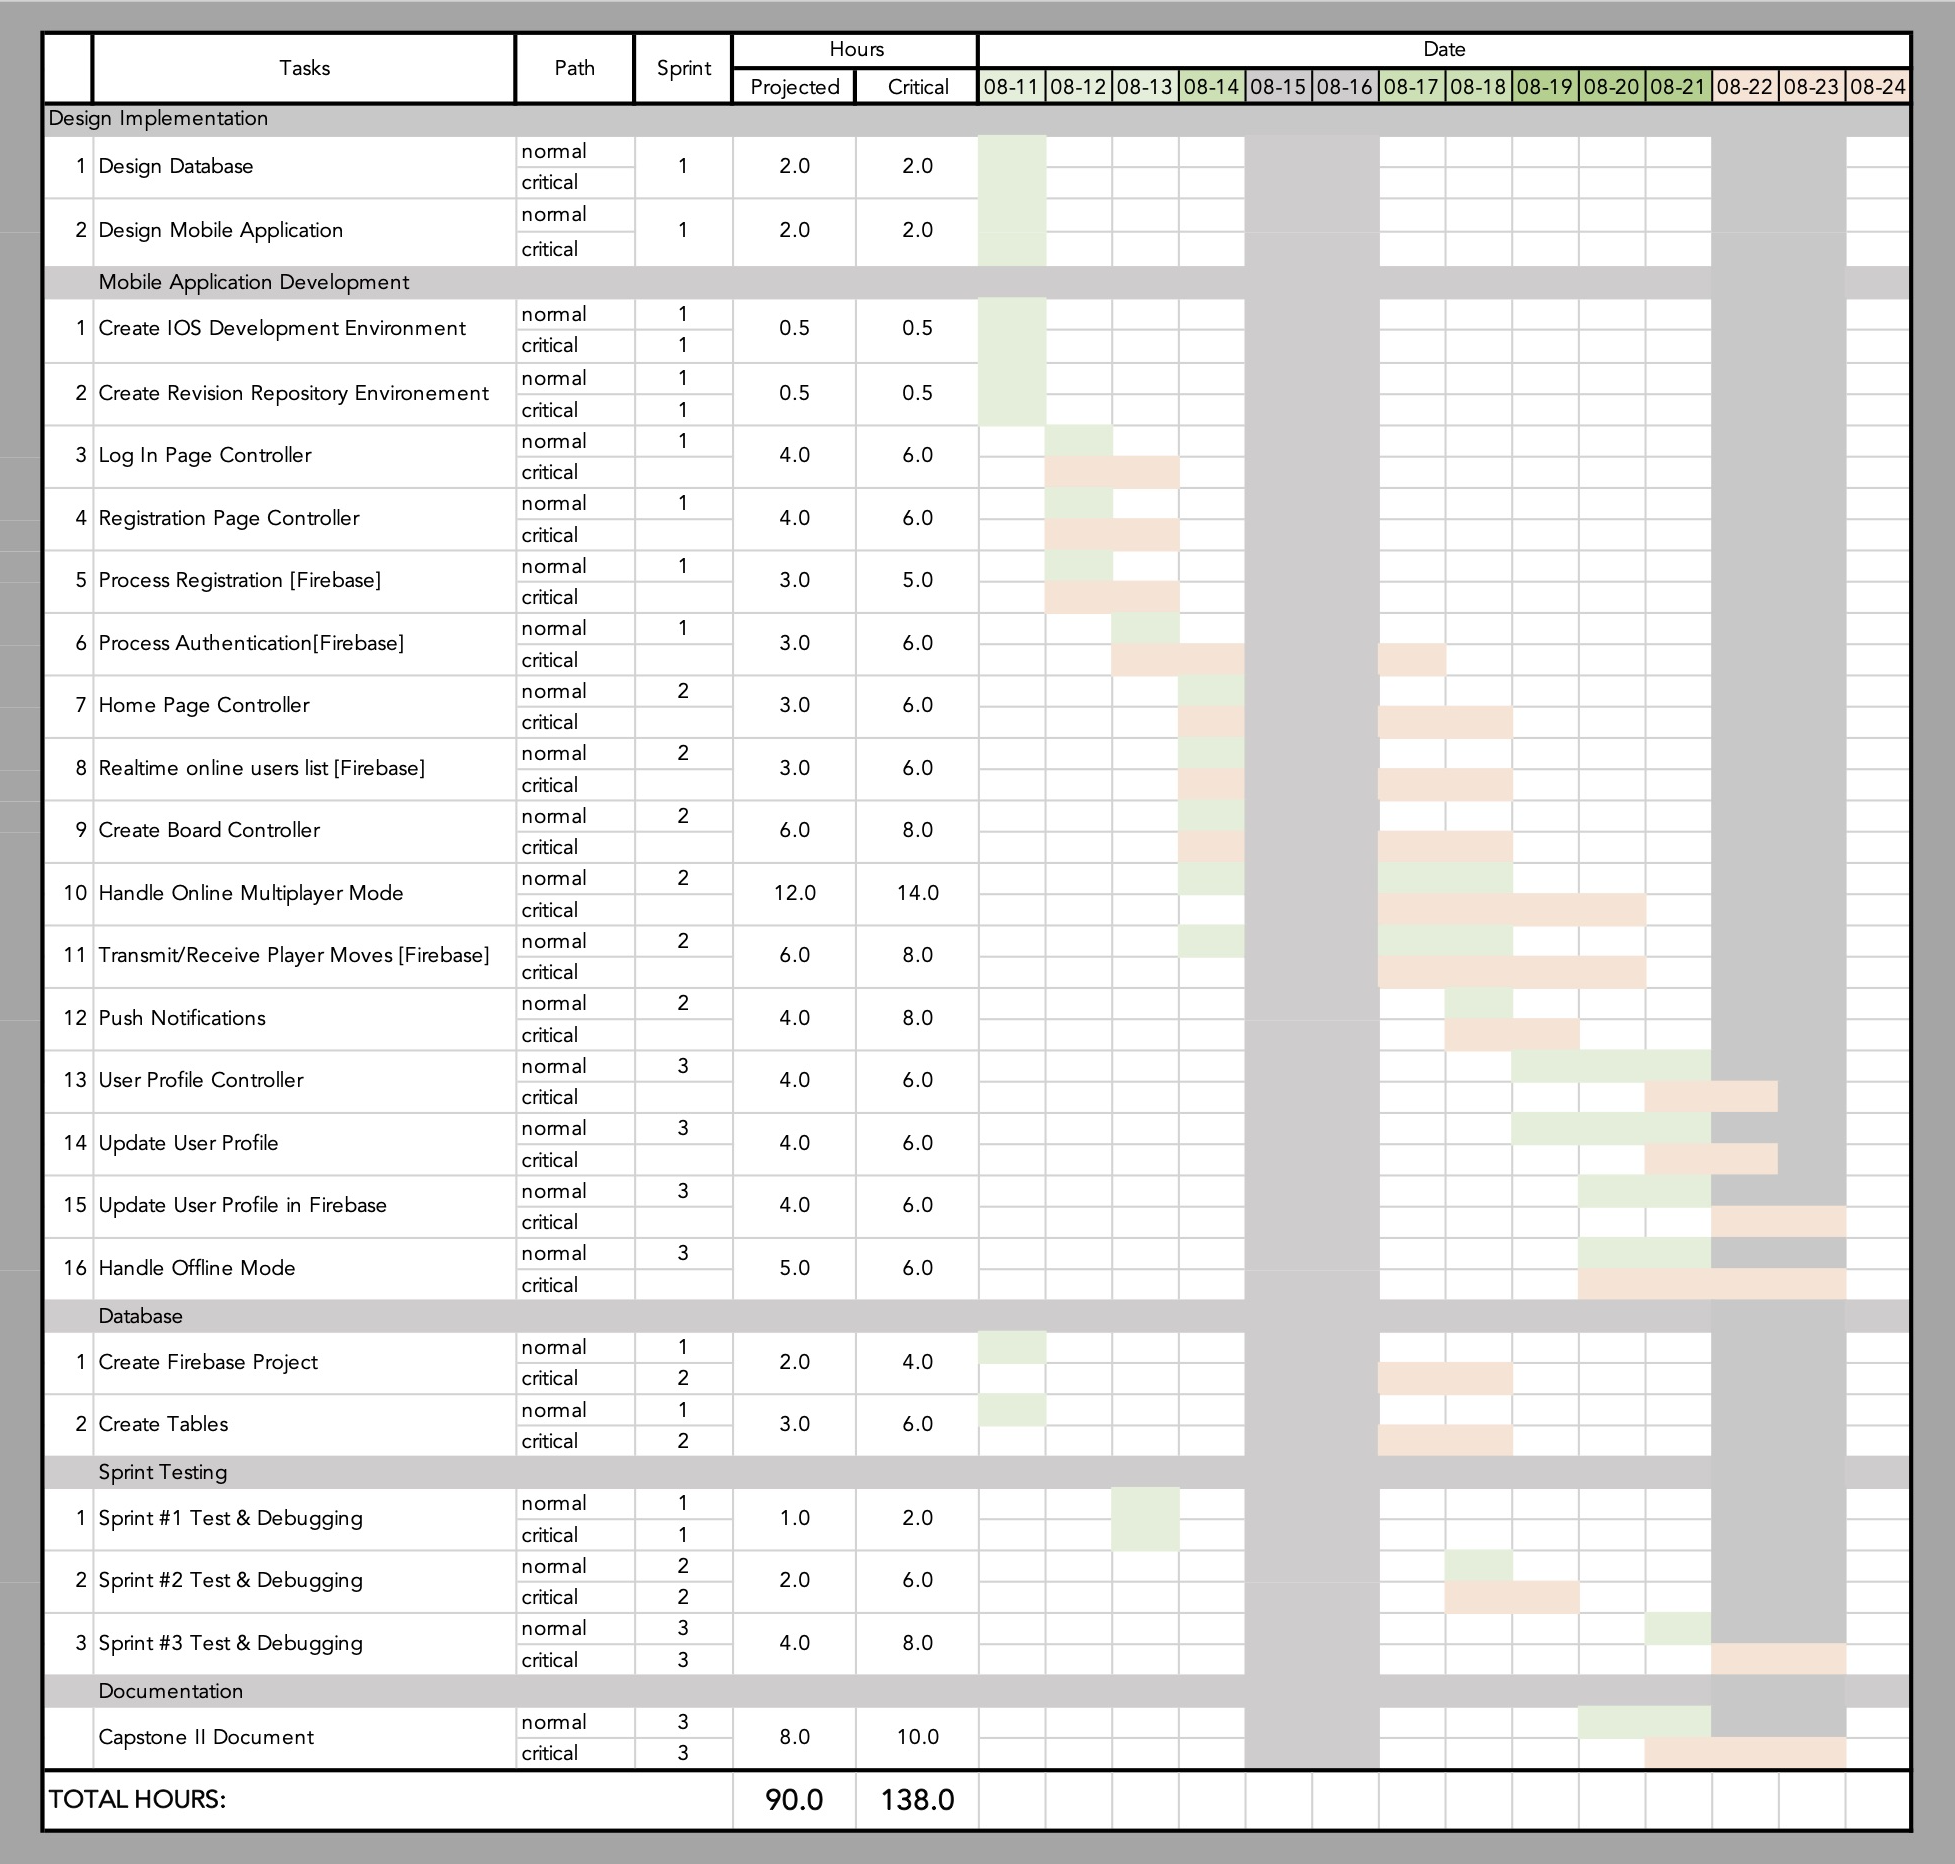 Tasks Path Sprint Hours Date
Projected Critical 08-11 08-12 08-13 08-14 08-15 08-16 08-17 08-18 08-19 08-20 08-21 08-22 08-23 08-24
Design Implementation
1 Design Database normal 1 2.0 2.0
critical
2 Design Mobile Application normal 1 2.0 2.0
critical
Mobile Application Development
1 Create IOS Development Environment normal 1 0.5 0.5
critical 1
2 Create Revision Repository Environement normal 1 0.5 0.5
critical 1
3 Log In Page Controller normal 1 4.0 6.0
critical
4 Registration Page Controller normal 1 4.0 6.0
critical
5 Process Registration [Firebase] normal 1 3.0 5.0
critical
6 Process Authentication[Firebase] normal 1 3.0 6.0
critical
7 Home Page Controller normal 2 3.0 6.0
critical
8 Realtime online users list [Firebase] normal 2 3.0 6.0
critical
9 Create Board Controller normal 2 6.0 8.0
critical
10 Handle Online Multiplayer Mode normal 2 12.0 14.0
critical
11 Transmit/Receive Player Moves [Firebase] normal 2 6.0 8.0
critical
12 Push Notifications normal 2 4.0 8.0
critical
13 User Profile Controller normal 3 4.0 6.0
critical
14 Update User Profile normal 3 4.0 6.0
critical
15 Update User Profile in Firebase normal 3 4.0 6.0
critical
16 Handle Offline Mode normal 3 5.0 6.0
critical
Database
1 Create Firebase Project normal 1 2.0 4.0
critical 2
2 Create Tables normal 1 3.0 6.0
critical 2
Sprint Testing
1 Sprint #1 Test & Debugging normal 1 1.0 2.0
critical 1
2 Sprint #2 Test & Debugging normal 2 2.0 6.0
critical 2
3 Sprint #3 Test & Debugging normal 3 4.0 8.0
critical 3
Documentation
Capstone II Document normal 3 8.0 10.0
critical 3
TOTAL HOURS: 90.0 138.0